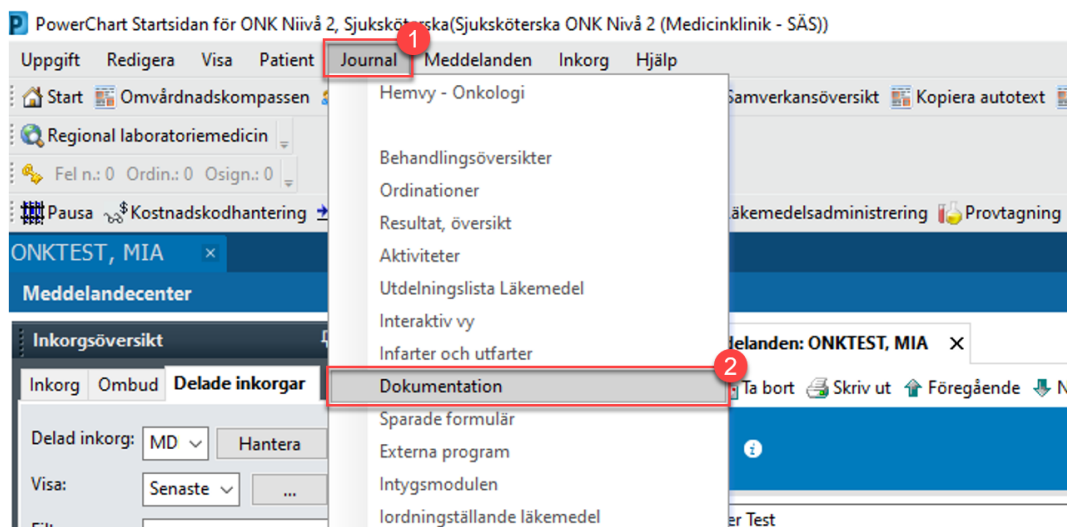 PowerChart Startsidan för ONK Niivå 2, Sjuksköterska(Sjuksköterska ONK Nivå 2 (Medicinklinik - SÄS))
1
Uppgift Redigera Visa Patient Journal Meddelanden Inkorg Hjälp
Start Omvårdnadskompassen Samverkansöversikt Kopiera autotext
Hemvy - Onkologi
Regional laboratoriemedicin
Behandlingsöversikter
Fel n.: 0 Ordin.: 0 Osign.: 0
Ordinationer
Pausa Kostnadskodhantering läkemedelsadministrering Provtagning
Resultat, översikt
ONKTEST, MIA ×
Aktiviteter
Meddelandecenter
Utdelningslista Läkemedel
Interaktiv vy
Inkorgsöversikt
Infarter och utfarter
delanden: ONKTEST, MIA ×
2
Inkorg Ombud Delade inkorgar
Dokumentation
Ta bort Skriv ut Föregående N
Sparade formulär
Delad inkorg: MD Hantera
Externa program
Visa: Senaste ...
Intygsmodulen
Iordningställande läkemedel
er Test